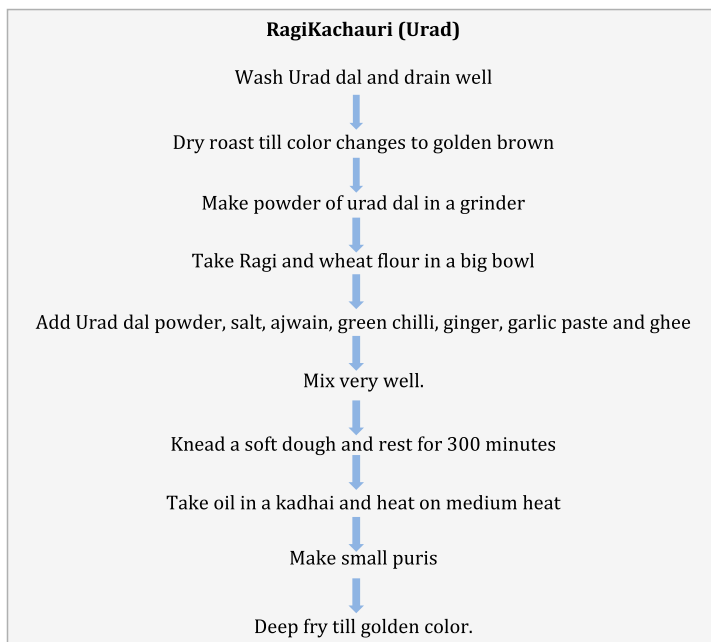 RagiKachauri (Urad)
Wash Urad dal and drain well
Dry roast till color changes to golden brown
Make powder of urad dal in a grinder
Take Ragi and wheat flour in a big bowl
Add Urad dal powder, salt, ajwain, green chilli, ginger, garlic paste and ghee
Mix very well.
Knead a soft dough and rest for 300 minutes
Take oil in a kadhai and heat on medium heat
Make small puris
Deep fry till golden color.